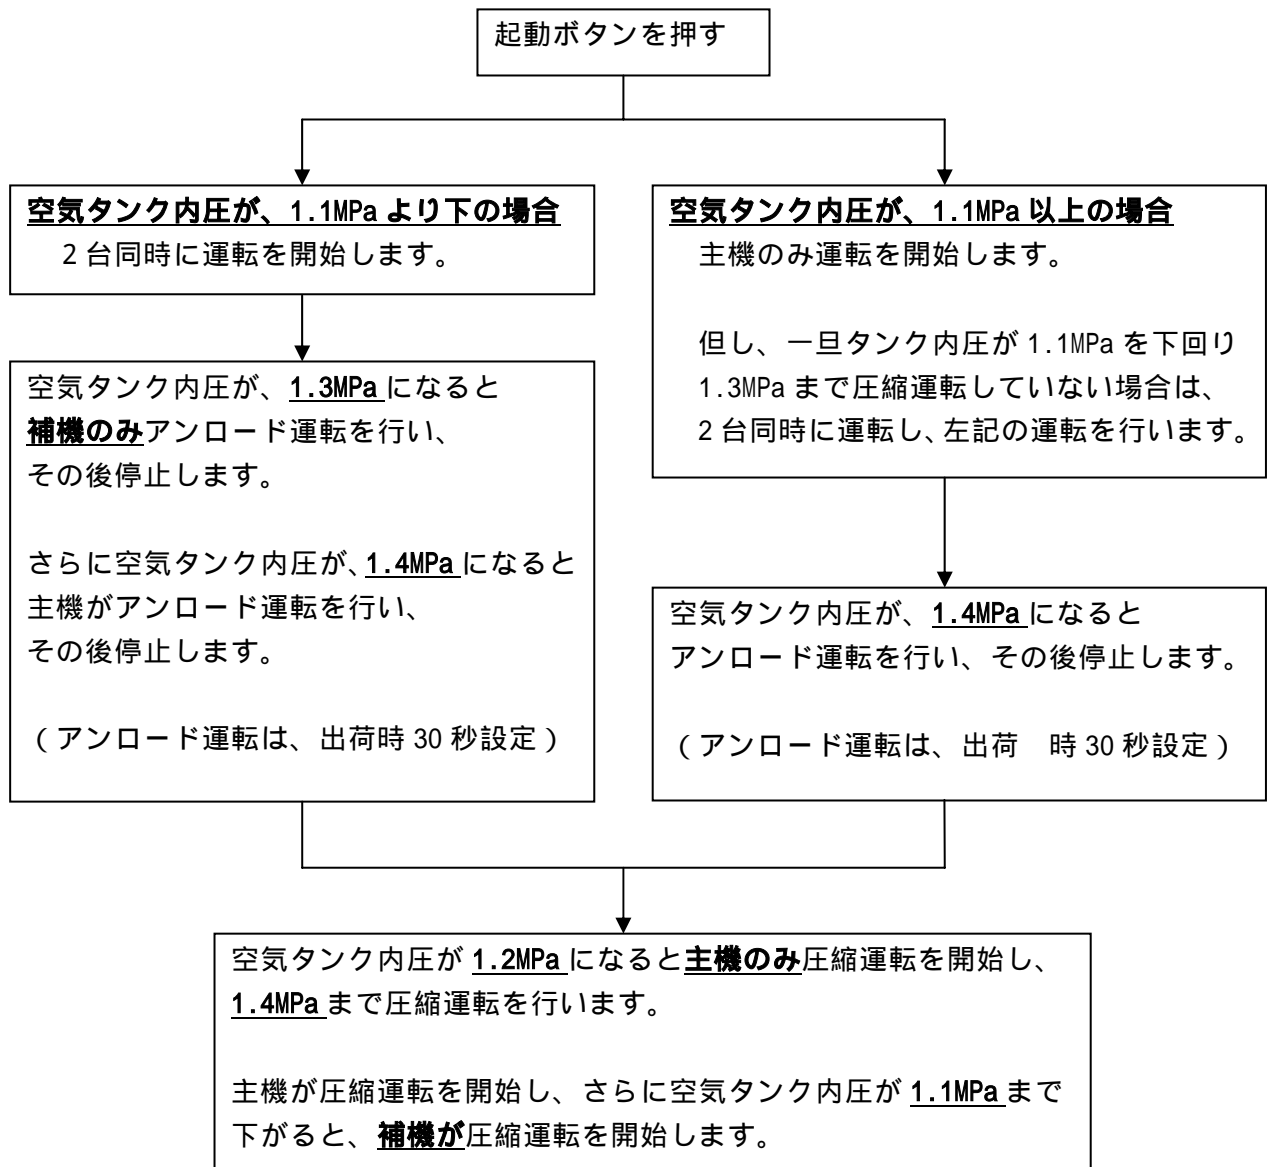 起動ボタンを押す
空気タンク内圧が、1.1MPa より下の場合
2 台同時に運転を開始します。
空気タンク内圧が、1.3MPa になると
補機のみアンロード運転を行い、
その後停止します。
さらに空気タンク内圧が、1.4MPa になると
主機がアンロード運転を行い、
その後停止します。
（アンロード運転は、出荷時 30 秒設定）
空気タンク内圧が、1.1MPa 以上の場合
主機のみ運転を開始します。
但し、一旦タンク内圧が 1.1MPa を下回り
1.3MPa まで圧縮運転していない場合は、
2 台同時に運転し、左記の運転を行います。
空気タンク内圧が、1.4MPa になると
アンロード運転を行い、その後停止します。
（アンロード運転は、出荷　時 30 秒設定）
空気タンク内圧が 1.2MPa になると主機のみ圧縮運転を開始し、
1.4MPa まで圧縮運転を行います。
主機が圧縮運転を開始し、さらに空気タンク内圧が 1.1MPa まで
下がると、補機が圧縮運転を開始します。